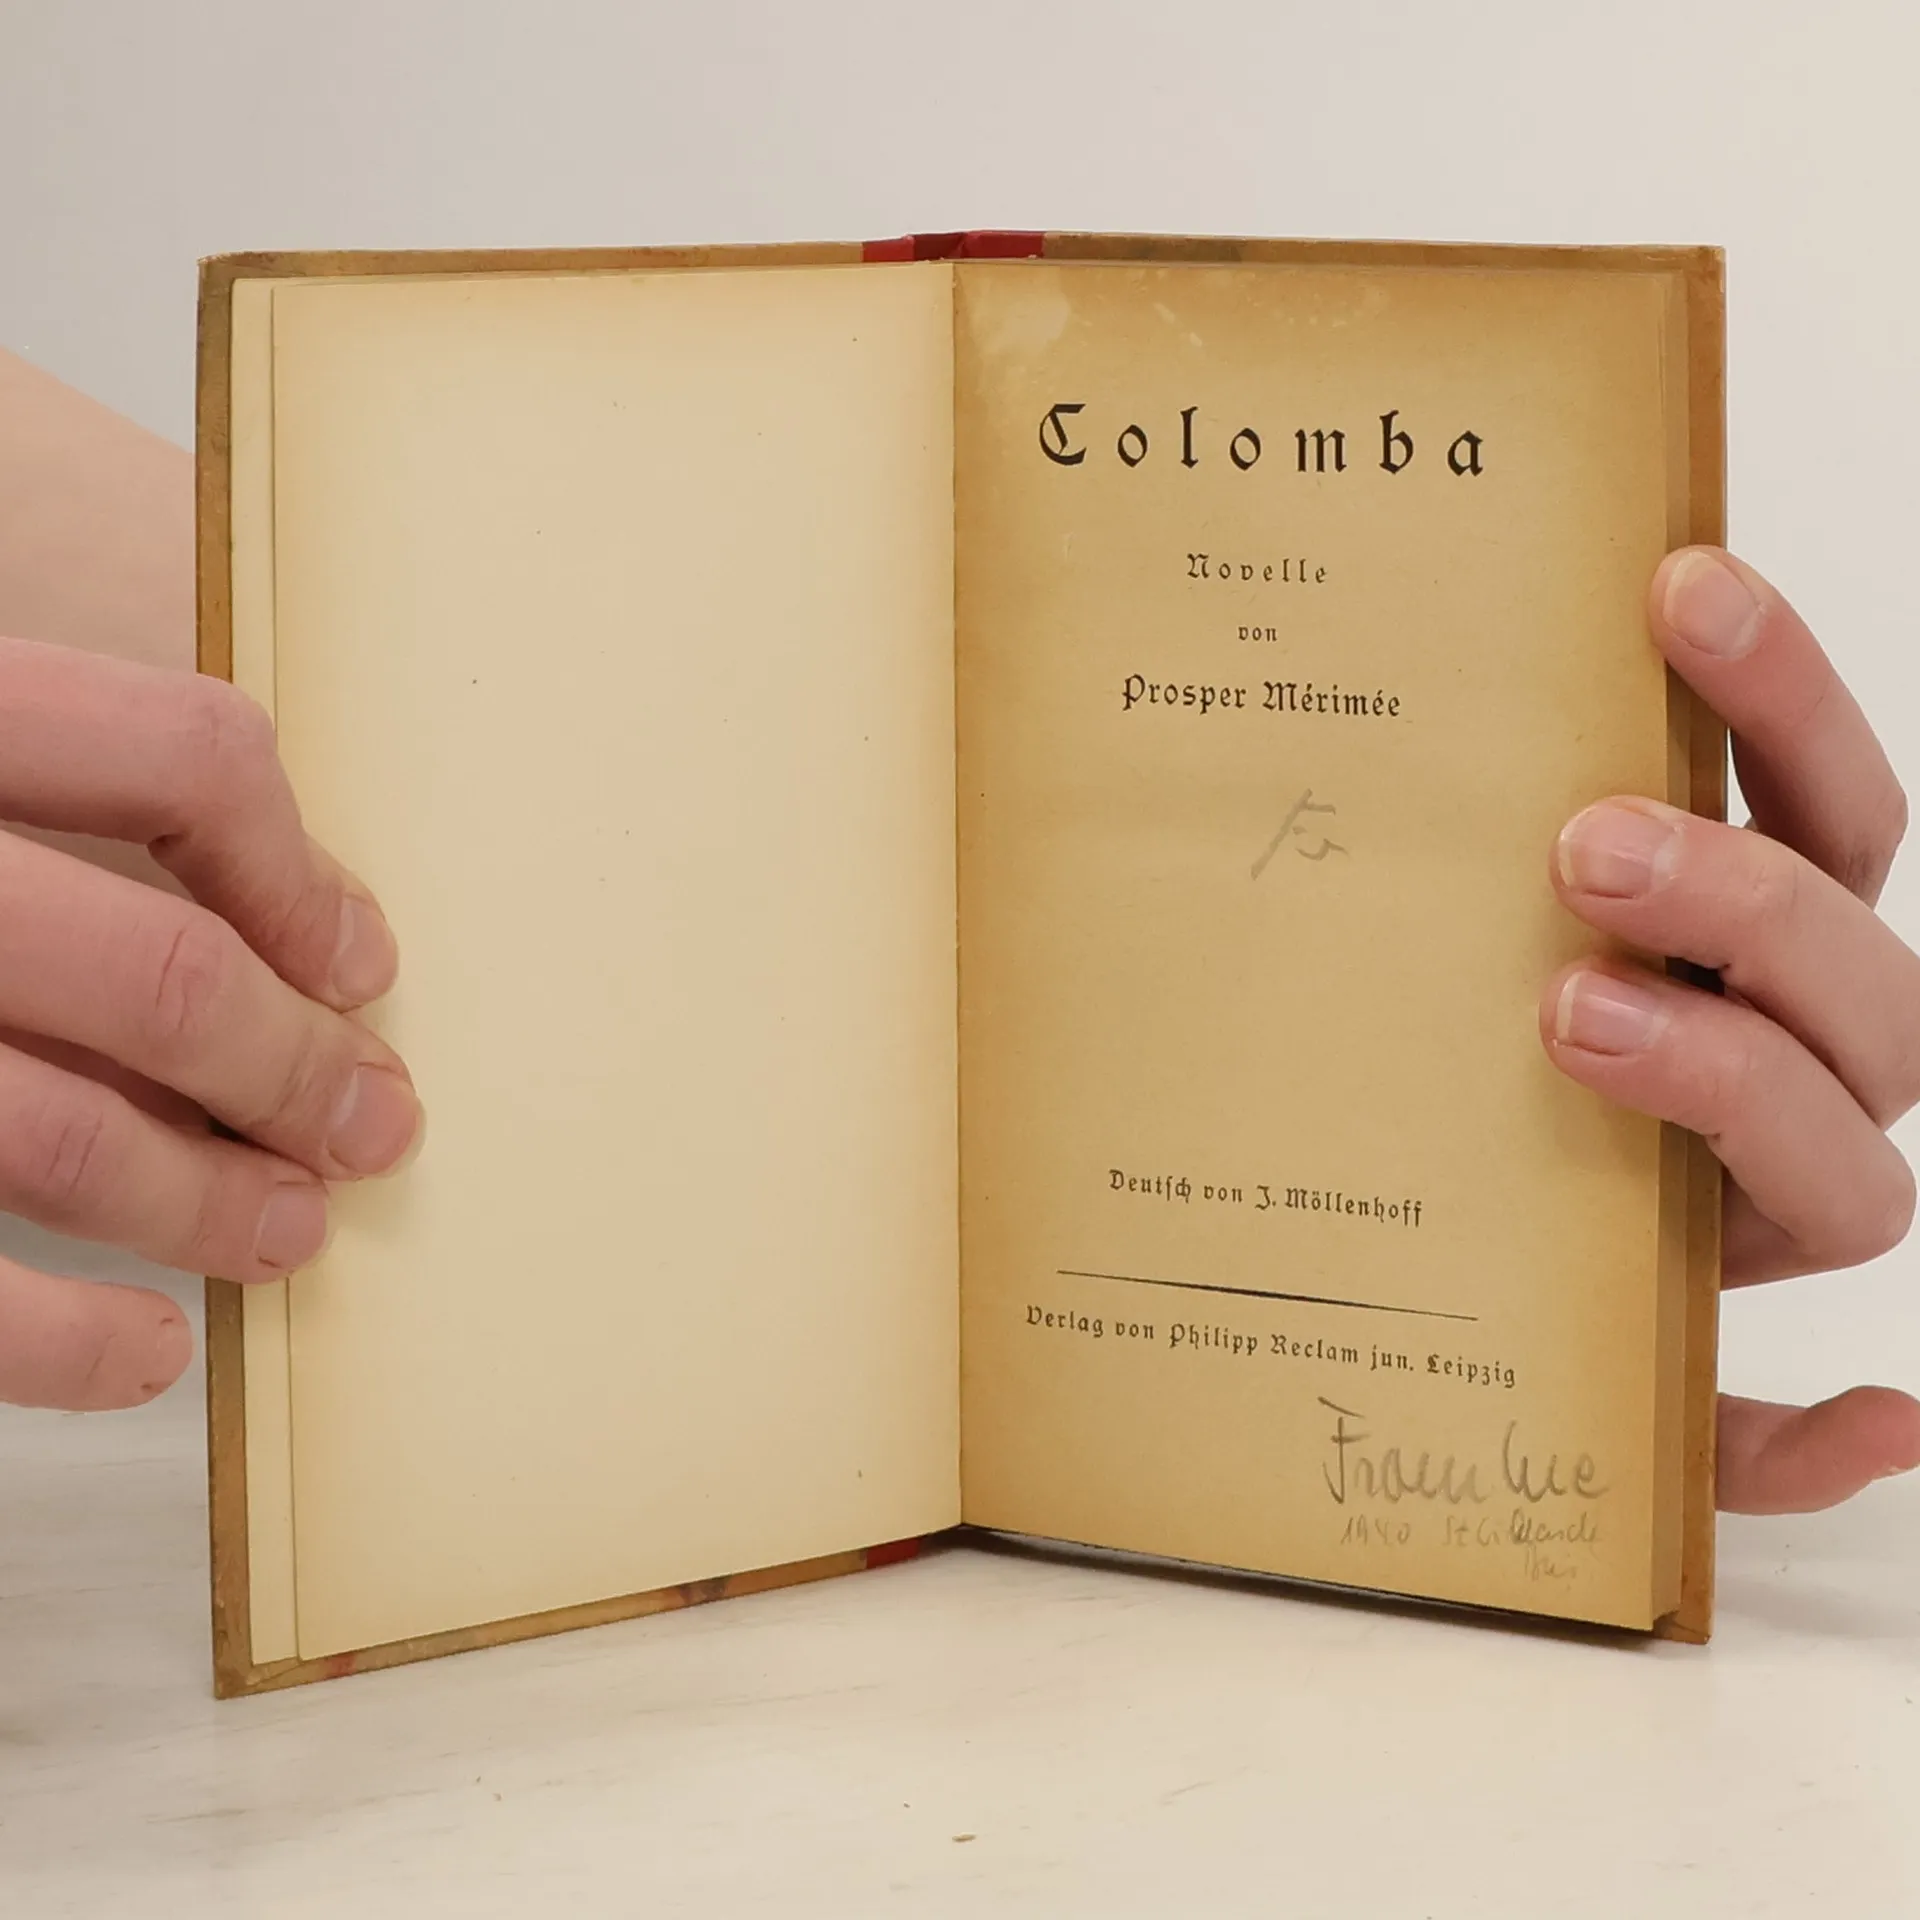 Colomba
Novelle
von
Prosper Mérimée
Deutsch von J. Möllenhoff
Verlag von Philipp Reclam jun. Leipzig
1940